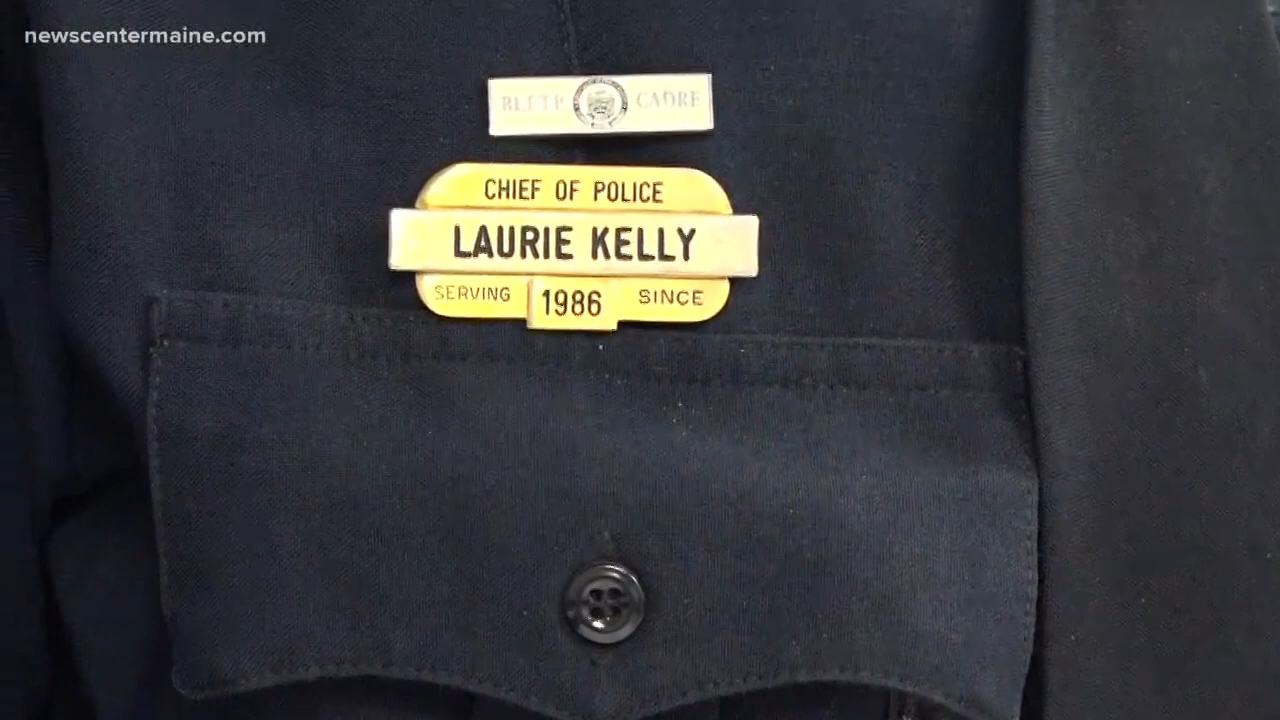 newscentermaine.com
BLETP CADRE
CHIEF OF POLICE
LAURIE KELLY
SERVING 1986 SINCE